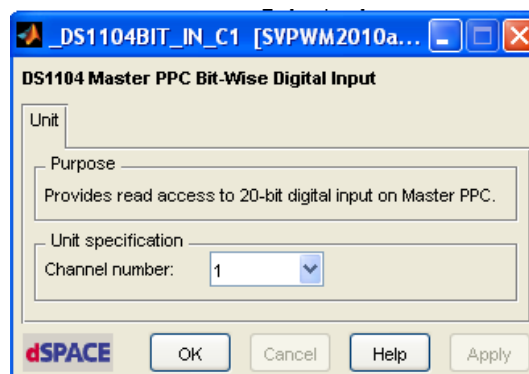 _DS1104BIT_IN_C1 [SVPWM2010a...
DS1104 Master PPC Bit-Wise Digital Input
Unit
Purpose
Provides read access to 20-bit digital input on Master PPC.
Unit specification
Channel number: 1
dSPACE OK Cancel Help Apply